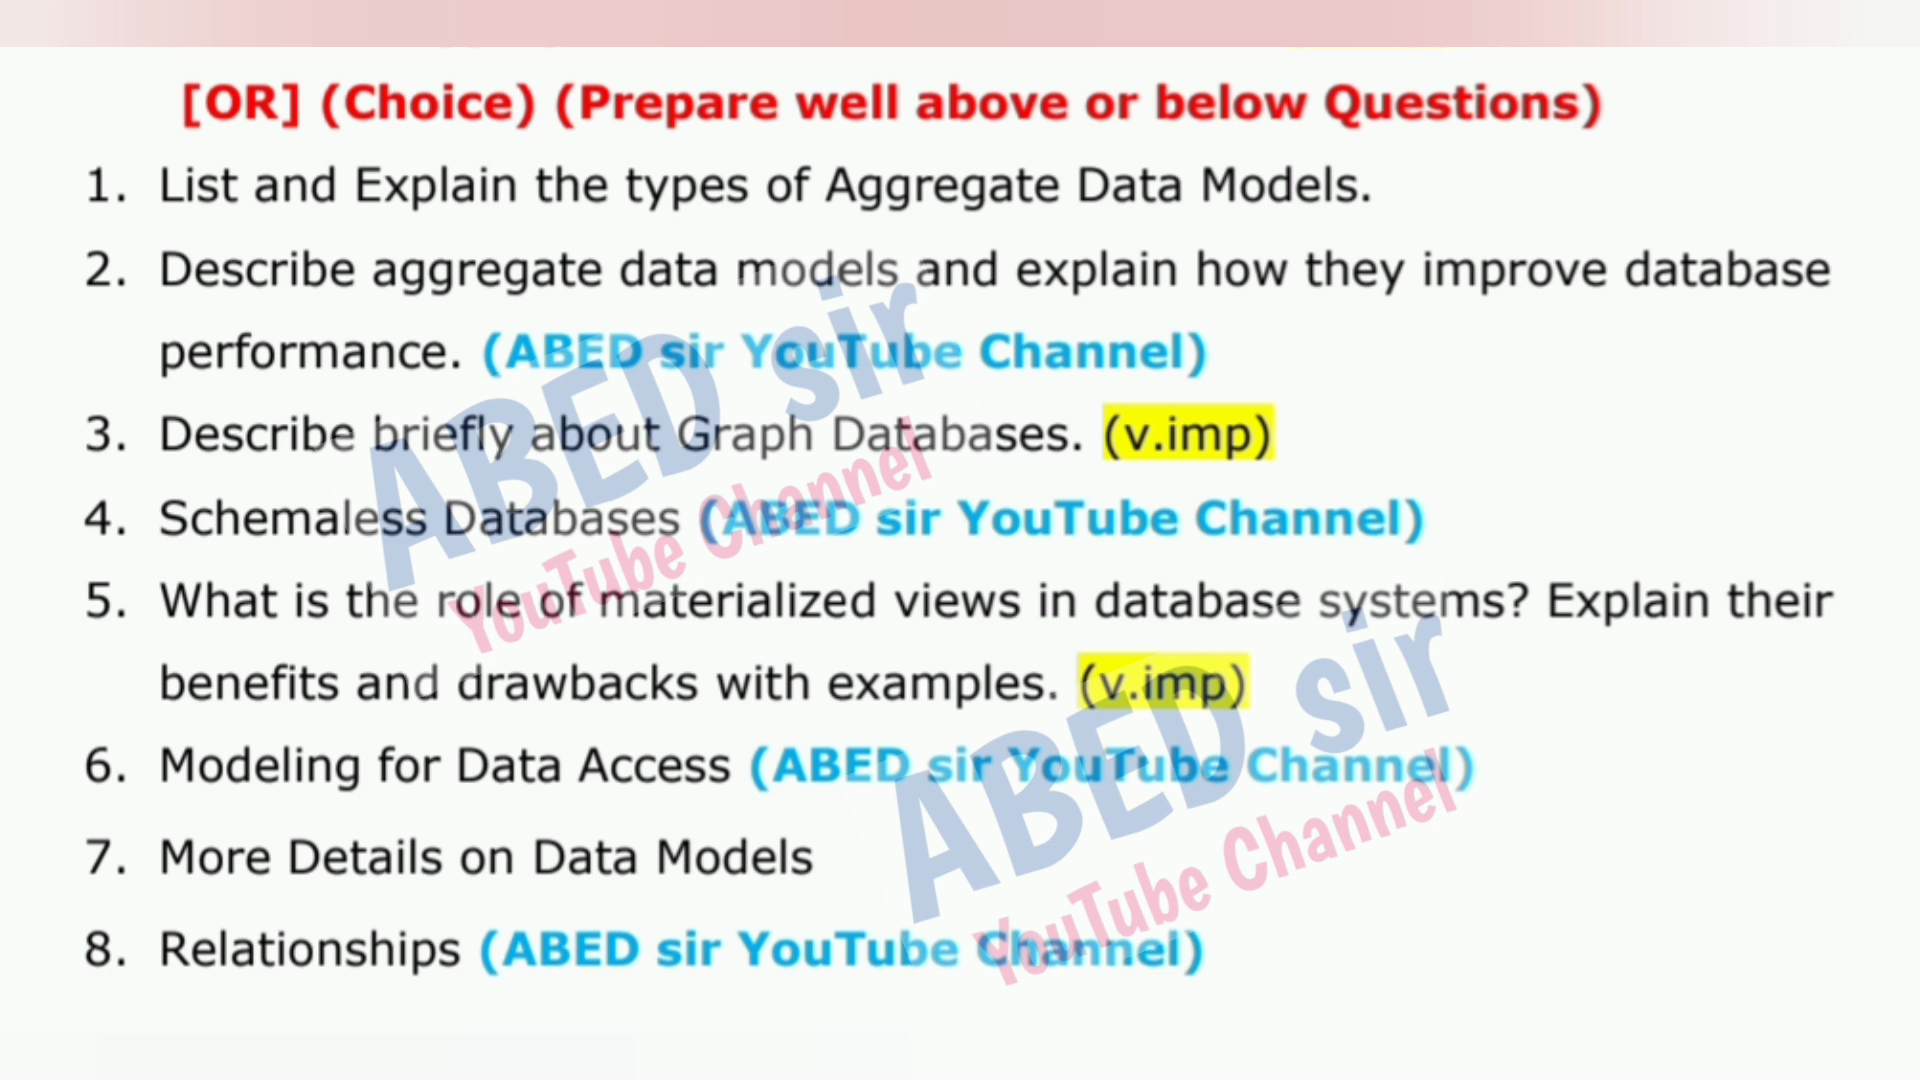 [OR] (Choice) (Prepare well above or below Questions)
1. List and Explain the types of Aggregate Data Models.
2. Describe aggregate data models and explain how they improve database
performance. (ABED sir YouTube Channel)
3. Describe briefly about Graph Databases. (v.imp)
4. Schemaless Databases (ABED sir YouTube Channel)
5. What is the role of materialized views in database systems? Explain their
benefits and drawbacks with examples. (v.imp)
6. Modeling for Data Access (ABED sir YouTube Channel)
7. More Details on Data Models
8. Relationships (ABED sir YouTube Channel)
ABED sir
YouTube Channel
ABED sir
YouTube Channel